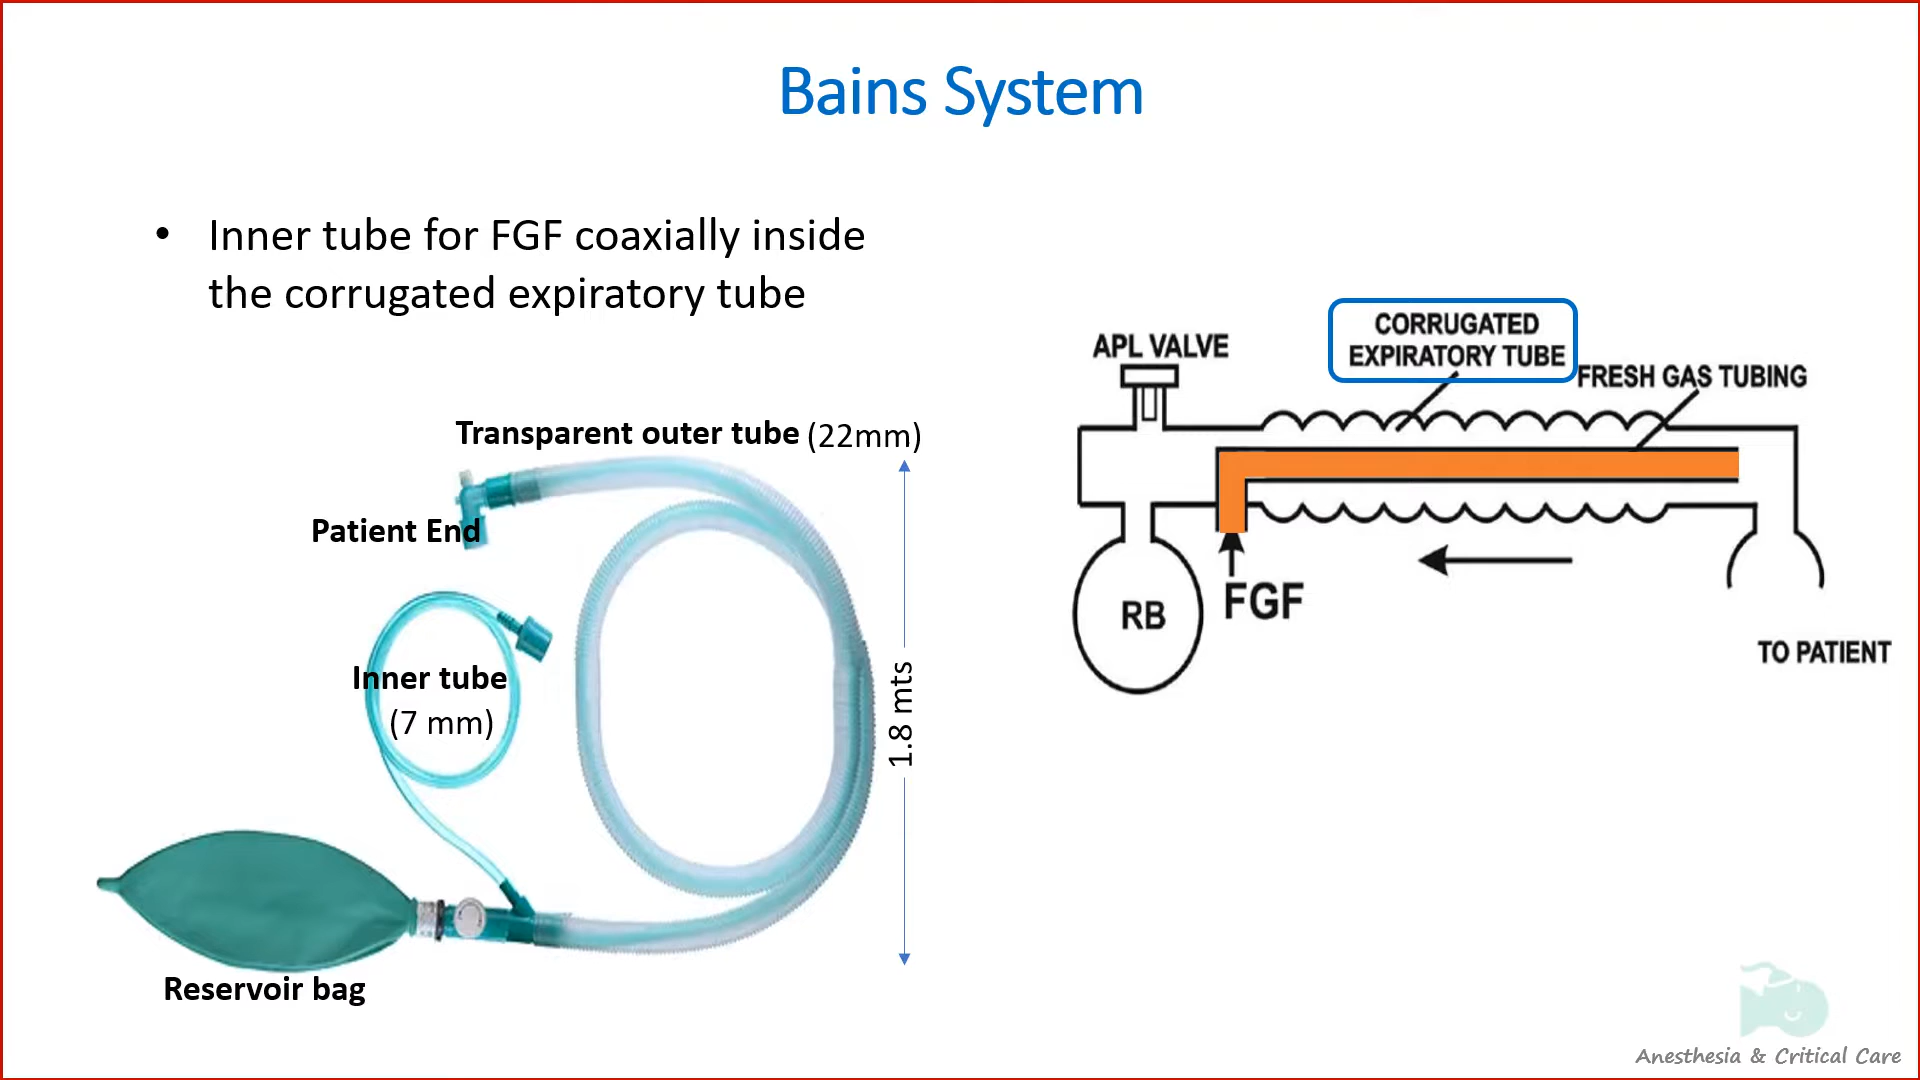 Bains System
• Inner tube for FGF coaxially inside
the corrugated expiratory tube
Transparent outer tube (22mm)
Patient End
Inner tube
(7 mm)
1.8 mts
Reservoir bag
APL VALVE
CORRUGATED
EXPIRATORY TUBE
FRESH GAS TUBING
RB
FGF
TO PATIENT
Anesthesia & Critical Care